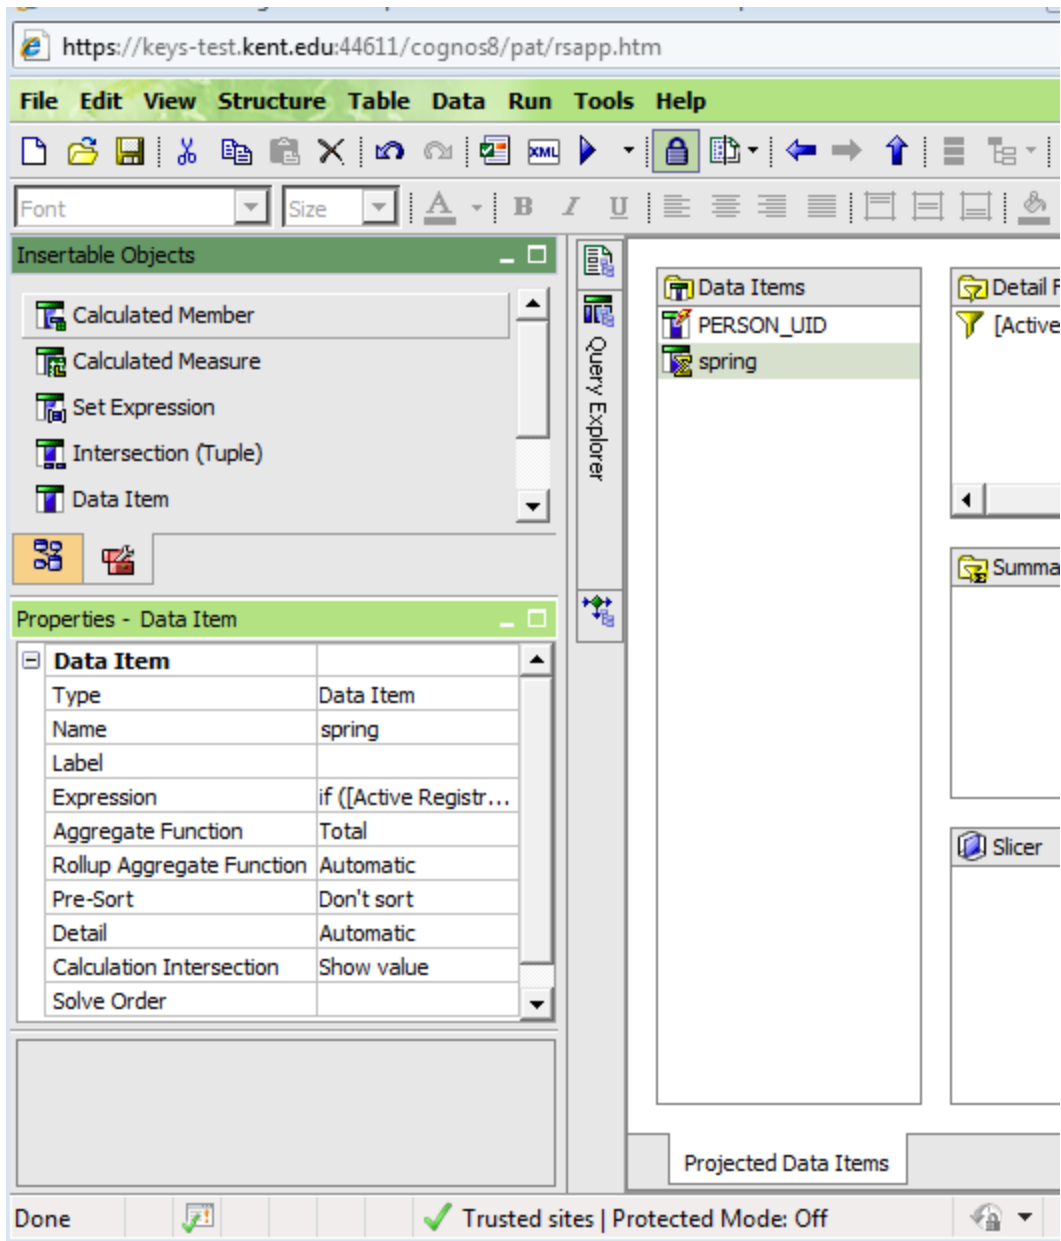 https://keys-test.kent.edu:44611/cognos8/pat/rsapp.htm
File Edit View Structure Table Data Run Tools Help
XML
Font Size A B I U
Insertable Objects
Calculated Member
Calculated Measure
Set Expression
Intersection (Tuple)
Data Item
Properties - Data Item
Data Item
Type Data Item
Name spring
Label
Expression if ([Active Registr...
Aggregate Function Total
Rollup Aggregate Function Automatic
Pre-Sort Don't sort
Detail Automatic
Calculation Intersection Show value
Solve Order
Query Explorer
Data Items
PERSON_UID
spring
Detail F
[Active
Summa
Slicer
Projected Data Items
Done
Trusted sites | Protected Mode: Off